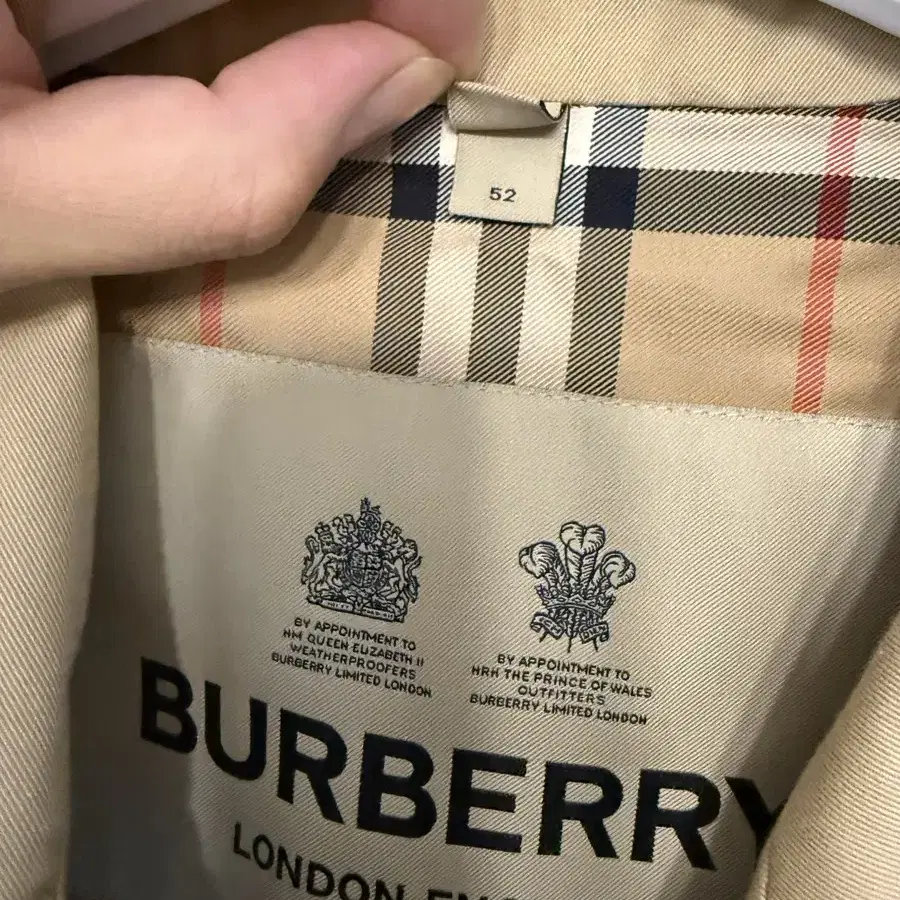 52
BY APPOINTMENT TO
HM QUEEN ELIZABETH II
WEATHERPROOFERS
BURBERRY LIMITED LONDON
BY APPOINTMENT TO
HRH THE PRINCE OF WALES
OUTFITTERS
BURBERRY LIMITED LONDON
BURBERRY
LONDON